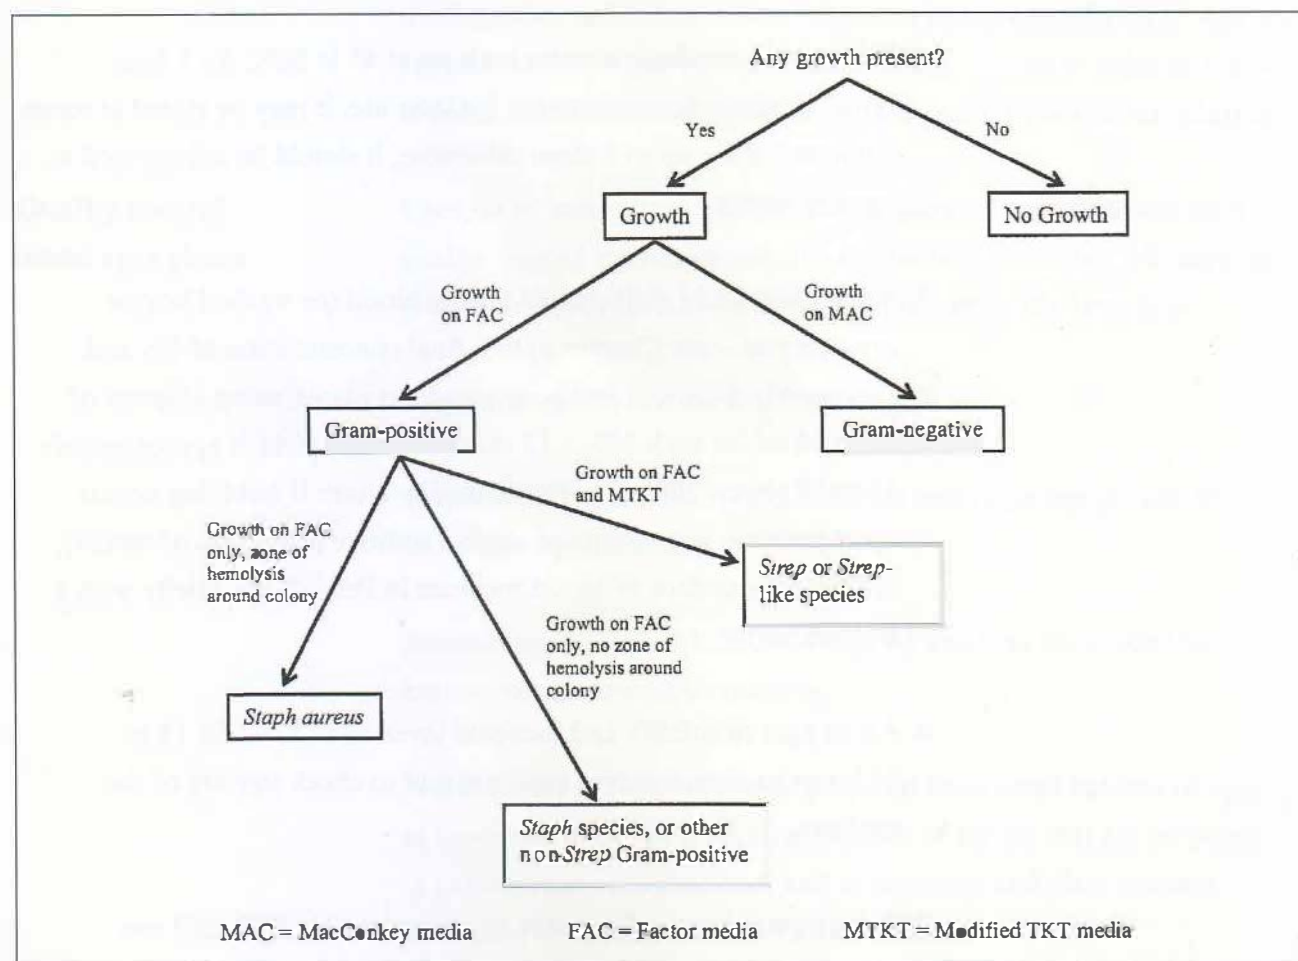 Any growth present?
Yes
No
Growth
No Growth
Growth
on FAC
Growth
on MAC
Gram-positive
Gram-negative
Growth on FAC
and MTKT
Growth on FAC
only, zone of
hemolysis
around colony
Strep or Strep-
like species
Growth on FAC
only, no zone of
hemolysis around
colony
Staph aureus
Staph species, or other
non-Strep Gram-positive
MAC = MacConkey media
FAC = Factor media
MTKT = Modified TKT media